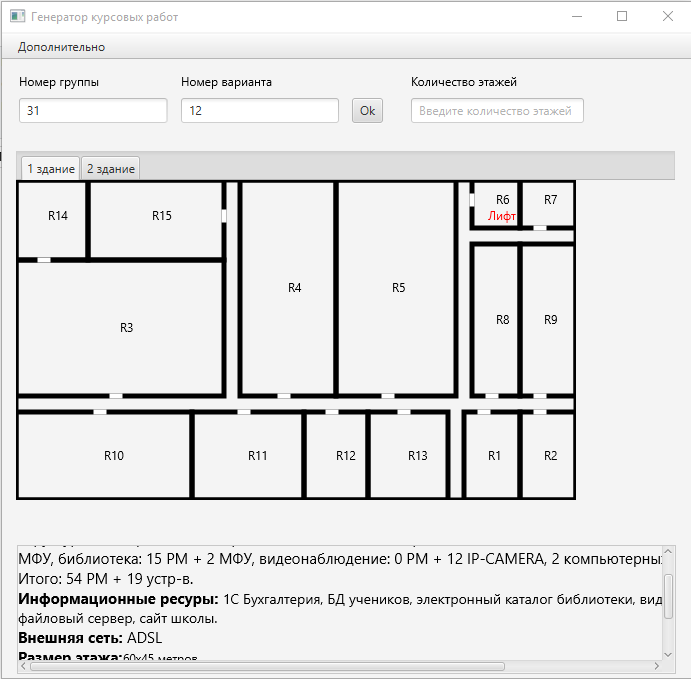 Генератор курсовых работ
Дополнительно
Номер группы Номер варианта Количество этажей
31 12 Ok Введите количество этажей
1 здание 2 здание
R14 R15 R6 R7
Лифт
R4 R5
R3 R8 R9
R10 R11 R12 R13 R1 R2
МФУ, библиотека: 15 РМ + 2 МФУ, видеонаблюдение: 0 РМ + 12 IP-CAMERA, 2 компьютерны
Итого: 54 РМ + 19 устр-в.
Информационные ресуры: 1С Бухгалтерия, БД учеников, электронный каталог библиотеки, вид
файловый сервер, сайт школы.
Внешняя сеть: ADSL
Размер этажа:60x45 метров